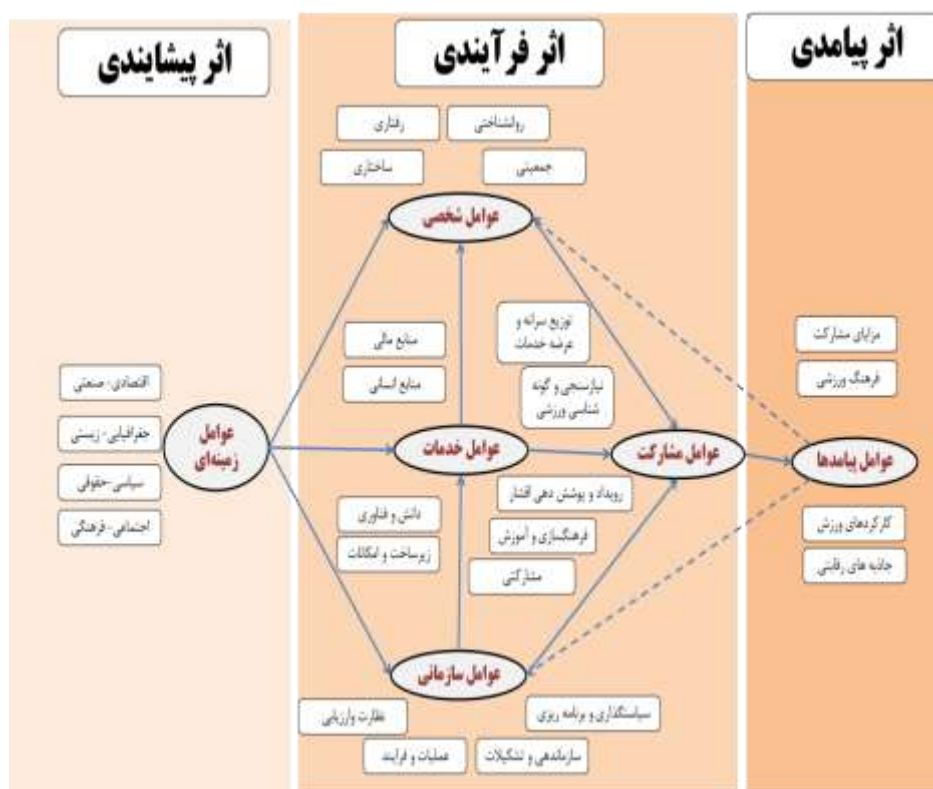 اثر پیشایندی
اثر فرآیندی
اثر پیامدی
رفتاری
روانشناختی
ساختاری
جمعیتی
عوامل شخصی
منابع مالی
منابع انسانی
توزیع سرانه و
عرضه خدمات
نیازسنجی و گونه
شناسی ورزشی
اقتصادی- صنعتی
جغرافیایی- زیستی
سیاسی-حقوقی
اجتماعی- فرهنگی
عوامل
زمینه‌ای
عوامل خدمات
عوامل مشارکت
عوامل پیامدها
مزایای مشارکت
فرهنگ ورزشی
کارکردهای ورزش
جاذبه های رقابتی
دانش و فناوری
زیرساخت و امکانات
رویداد و پوشش دهی اقشار
فرهنگسازی و آموزش
مشارکتی
عوامل سازمانی
نظارت وارزیابی
عملیات و فرایند
سازماندهی و تشکیلات
سیاستگذاری و برنامه ریزی